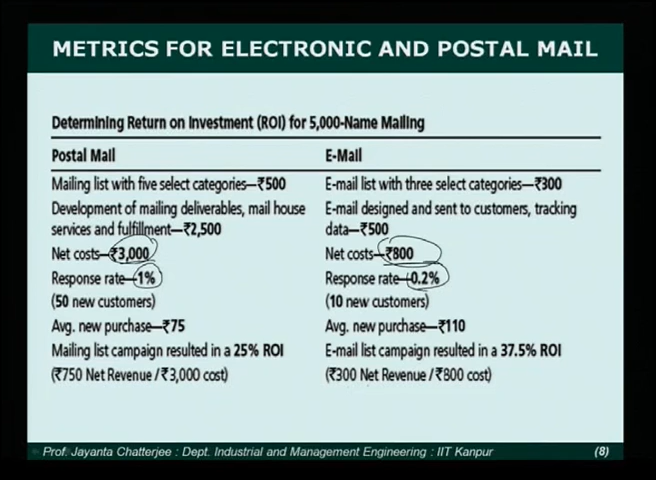 METRICS FOR ELECTRONIC AND POSTAL MAIL
Determining Return on Investment (ROI) for 5,000-Name Mailing
Postal Mail
Mailing list with five select categories—₹500
Development of mailing deliverables, mail house
services and fulfillment—₹2,500
Net costs—₹3,000
Response rate—1%
(50 new customers)
Avg. new purchase—₹75
Mailing list campaign resulted in a 25% ROI
(₹750 Net Revenue/₹3,000 cost)
E-Mail
E-mail list with three select categories—₹300
E-mail designed and sent to customers, tracking
data—₹500
Net costs—₹800
Response rate—0.2%
(10 new customers)
Avg. new purchase—₹110
E-mail list campaign resulted in a 37.5% ROI
(₹300 Net Revenue/₹800 cost)
Prof. Jayanta Chatterjee : Dept. Industrial and Management Engineering : IIT Kanpur
(8)